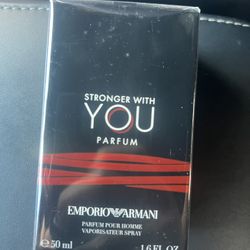 STRONGER WITH
YOU
PARFUM
EMPORIO ARMANI
PARFUM POUR HOMME
VAPORISATEUR SPRAY
e 50 ml 1.6 FL. OZ.